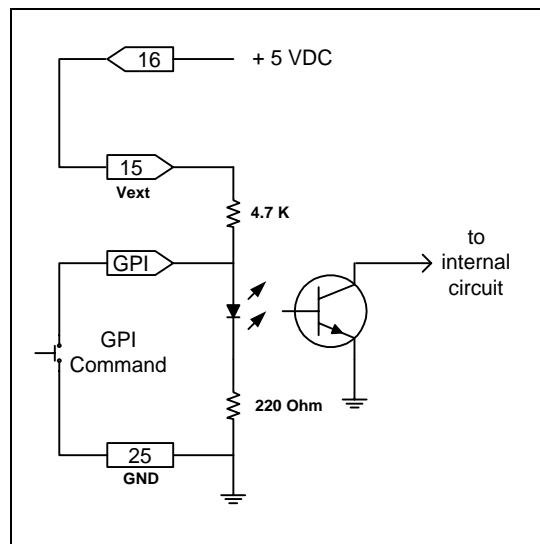 16
+ 5 VDC
15
Vext
4.7 K
GPI
to
internal
circuit
GPI
Command
220 Ohm
25
GND